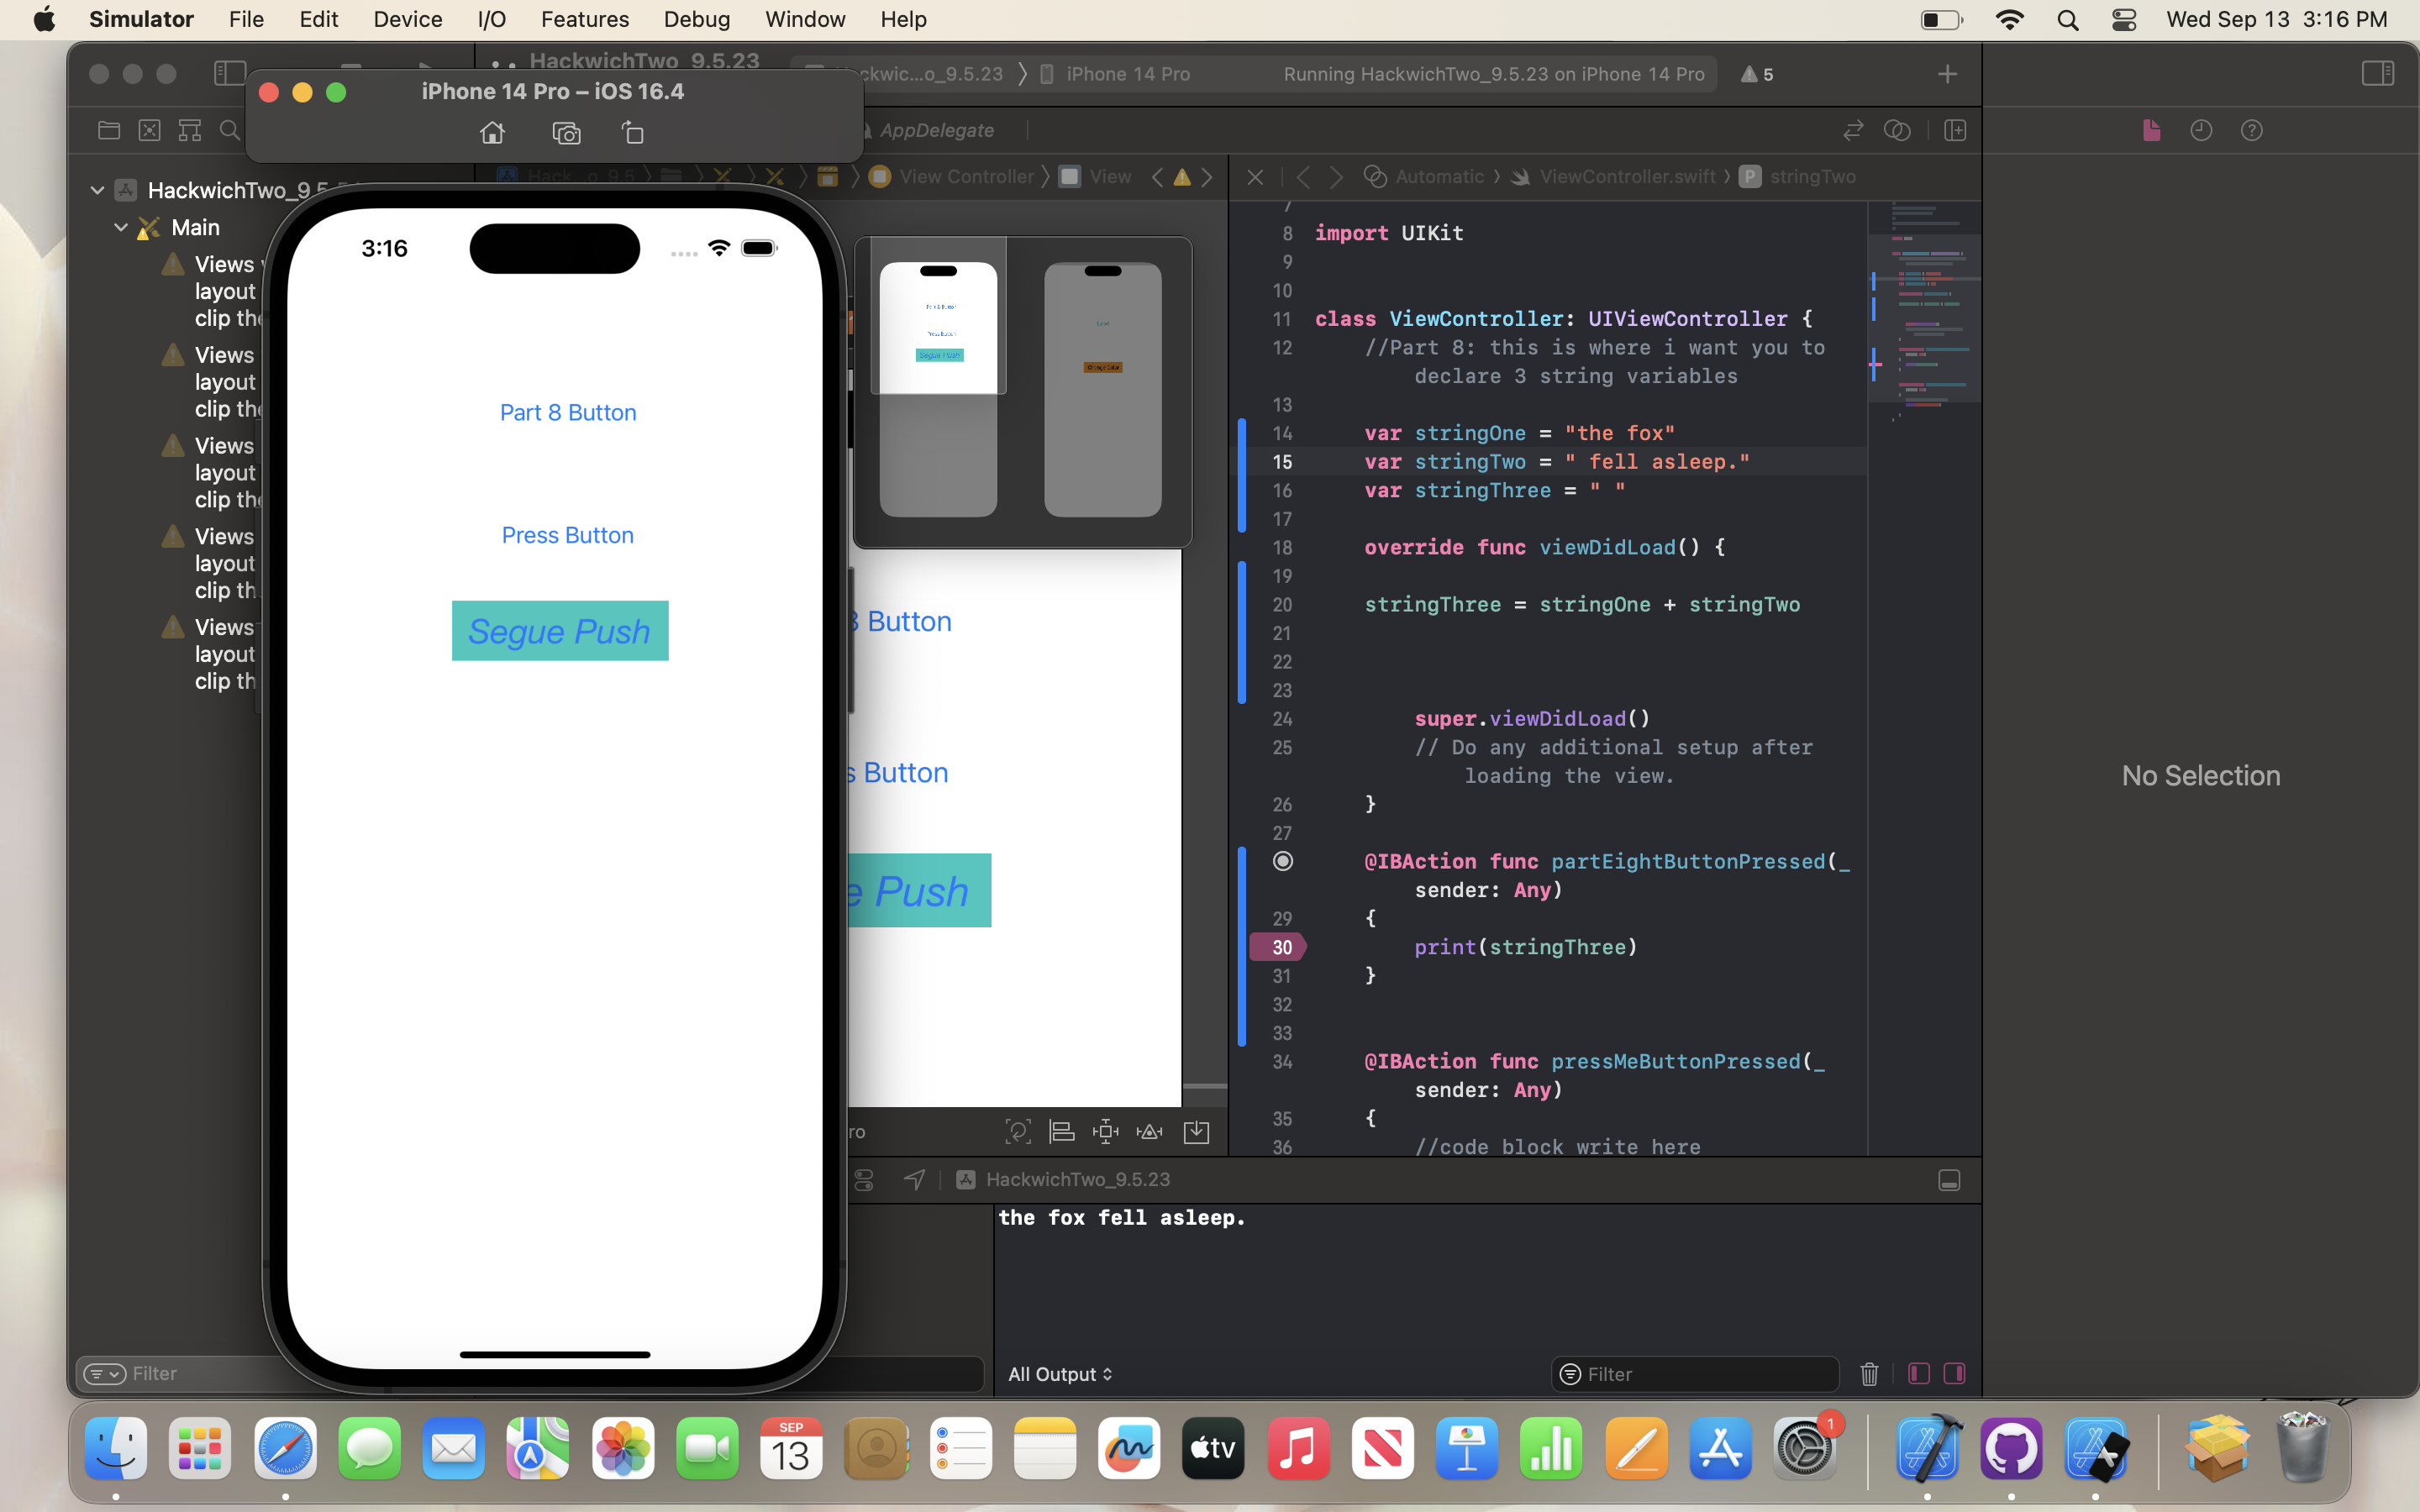 Simulator File Edit Device I/O Features Debug Window Help Wed Sep 13 3:16 PM
HackwichTwo_9.5.23
ckwic...o_9.5.23 iPhone 14 Pro Running HackwichTwo_9.5.23 on iPhone 14 Pro 5
iPhone 14 Pro – iOS 16.4
AppDelegate
Hack...o_9.5 View Controller View
Automatic ViewController.swift P stringTwo
HackwichTwo_9.5
Main
Views
layout
clip the
Views
layout
clip the
Views
layout
clip the
Views
layout
clip th
Views
layout
clip th
Filter
3:16
Part 8 Button
Press Button
Segue Push
Part 8 Button
Press Button
Segue Push
Button
s Button
e Push
ro
7
8 import UIKit
9
10
11 class ViewController: UIViewController {
12 //Part 8: this is where i want you to
declare 3 string variables
13
14 var stringOne = "the fox"
15 var stringTwo = " fell asleep."
16 var stringThree = " "
17
18 override func viewDidLoad() {
19
20 stringThree = stringOne + stringTwo
21
22
23
24 super.viewDidLoad()
25 // Do any additional setup after
loading the view.
26 }
27
@IBAction func partEightButtonPressed(_
sender: Any)
29 {
30 print(stringThree)
31 }
32
33
34 @IBAction func pressMeButtonPressed(_
sender: Any)
35 {
36 //code block write here
No Selection
HackwichTwo_9.5.23
the fox fell asleep.
All Output
Filter
SEP
13
tv
1